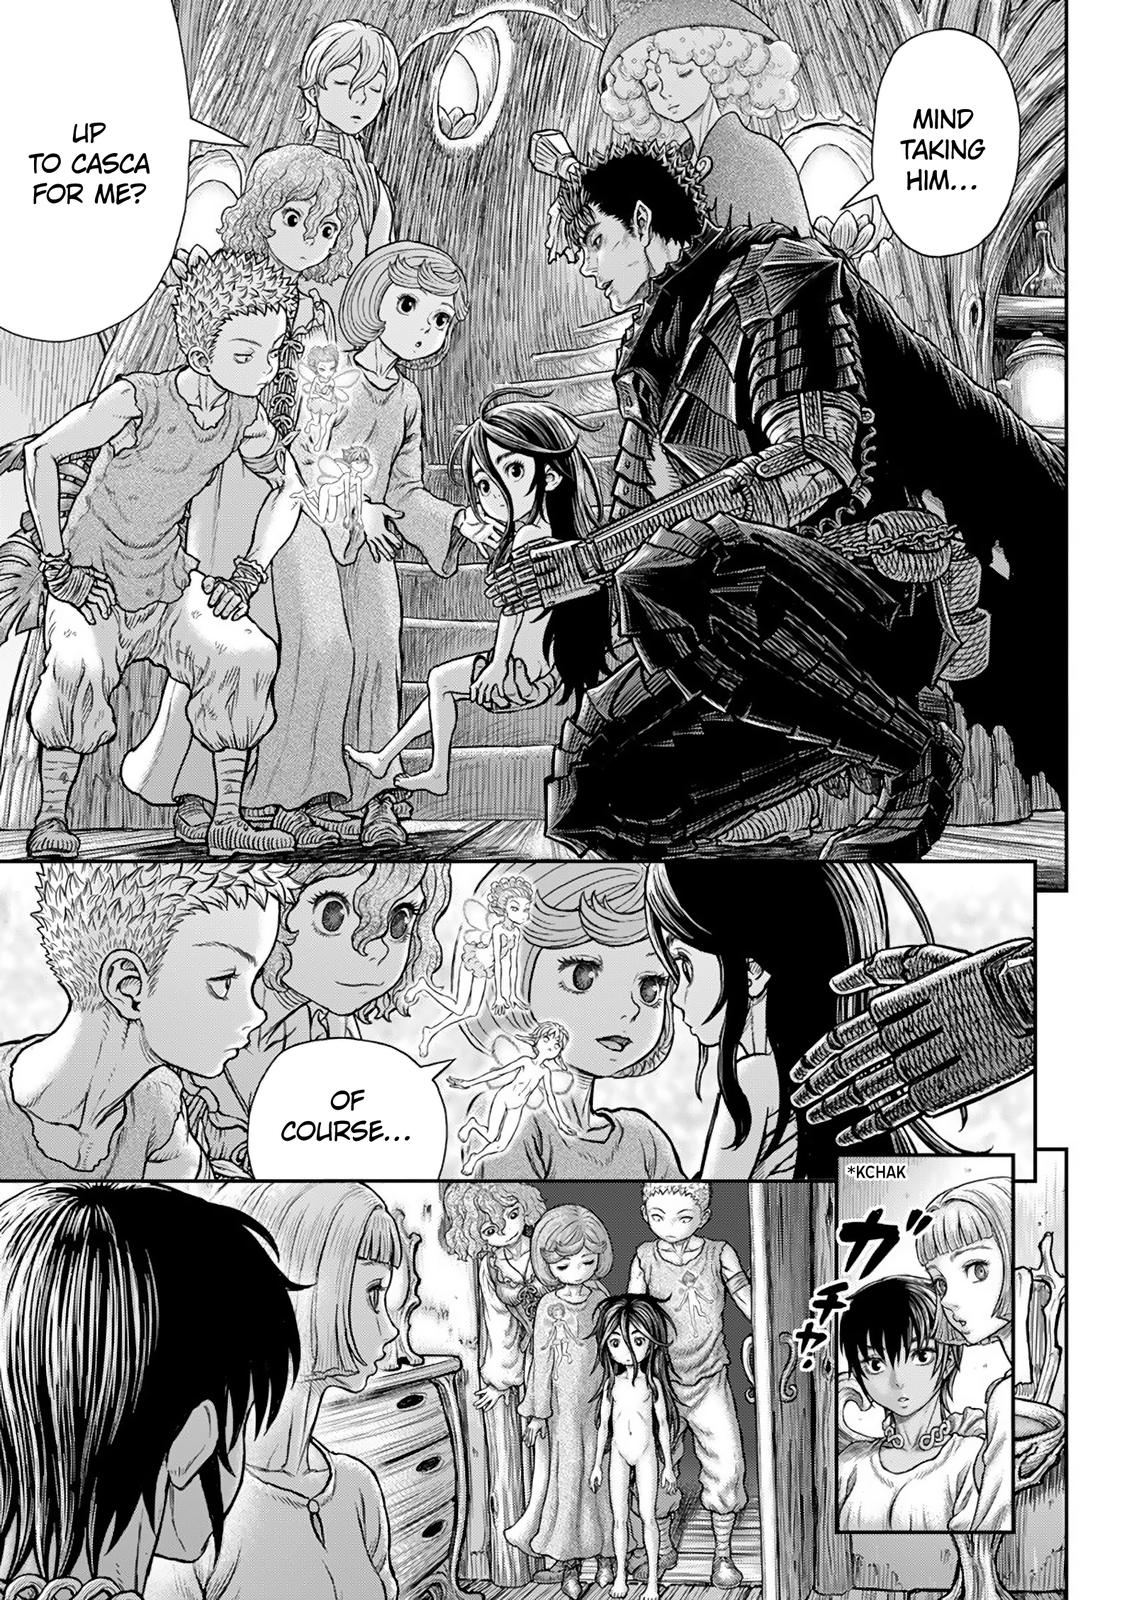 MIND
TAKING
HIM...
UP
TO CASCA
FOR ME?
OF
COURSE...
*KCHAK
ガチャ